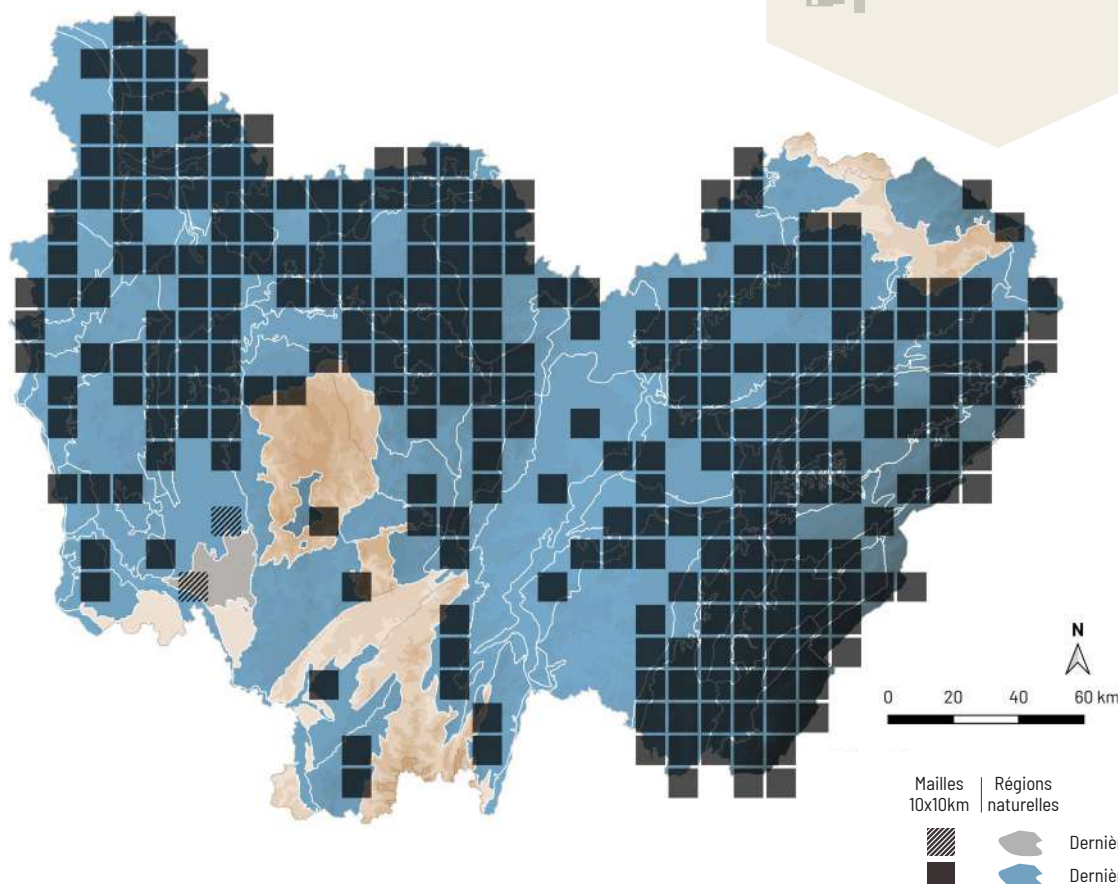 N
0 20 40 60 km
Mailles
10x10km
Régions
naturelles
Derniè
Derniè